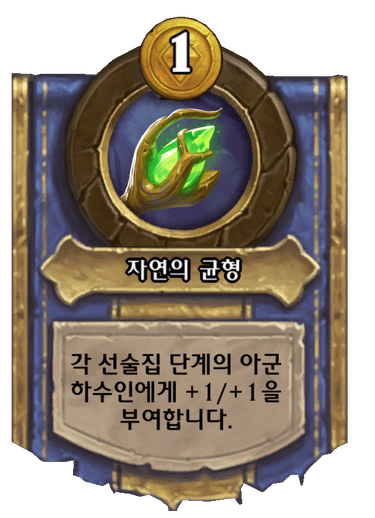 1
자연의 균형
각 선술집 단계의 아군
하수인에게 +1/+1을
부여합니다.